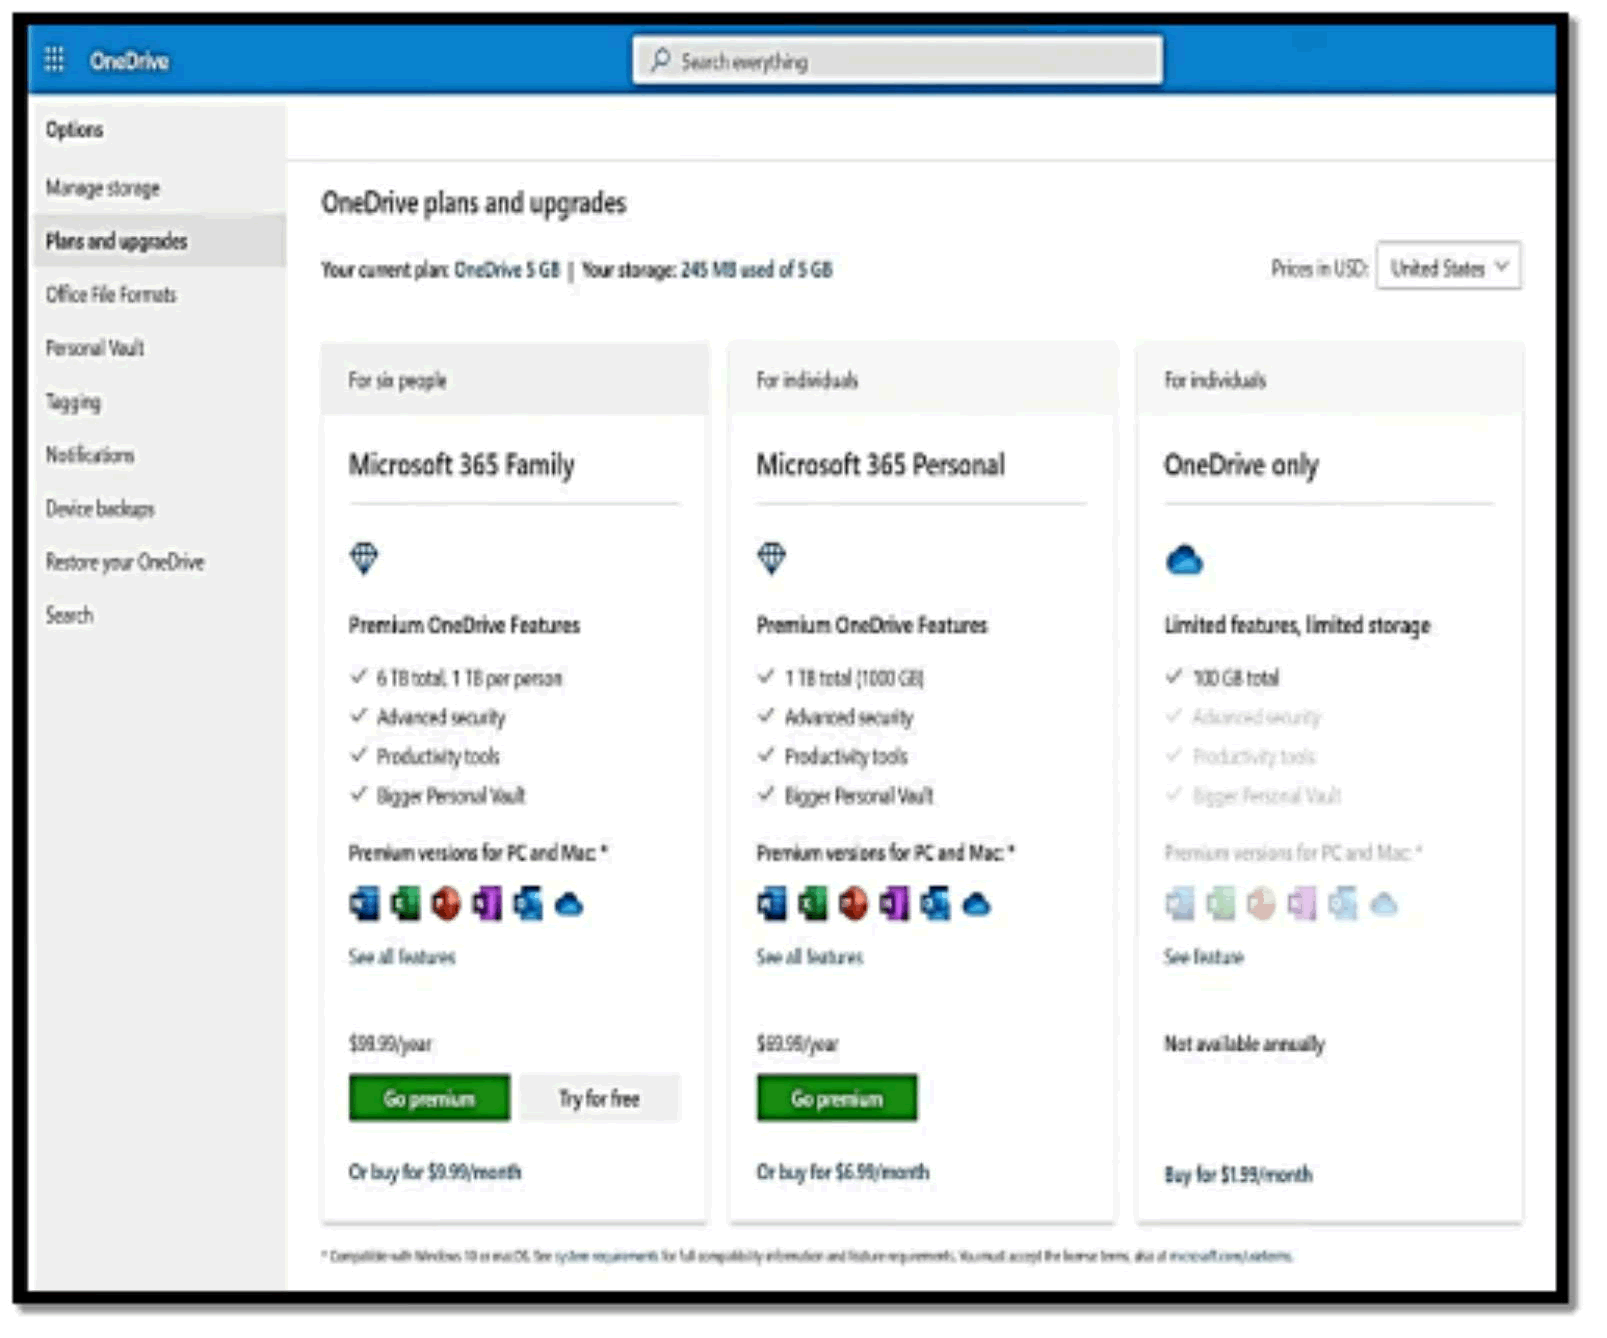 OneDrive
Search everything
Options
Manage storage
Plans and upgrades
Office File Formats
Personal Vault
Tagging
Notifications
Device backups
Restore your OneDrive
Search
OneDrive plans and upgrades
Your current plan: OneDrive 5 GB | Your storage: 245 MB used of 5 GB
Prices in USD: United States
For six people
Microsoft 365 Family
Premium OneDrive Features
6 TB total, 1 TB per person
Advanced security
Productivity tools
Bigger Personal Vault
Premium versions for PC and Mac: *
See all features
$99.99/year
Go premium
Try for free
Or buy for $9.99/month
For individuals
Microsoft 365 Personal
Premium OneDrive Features
1 TB total (1000 GB)
Advanced security
Productivity tools
Bigger Personal Vault
Premium versions for PC and Mac: *
See all features
$69.99/year
Go premium
Or buy for $6.99/month
For individuals
OneDrive only
Limited features, limited storage
100 GB total
Advanced security
Productivity tools
Bigger Personal Vault
Premium versions for PC and Mac: *
See feature
Not available annually
Buy for $1.99/month
* Compatible with Windows 10 or macOS. See system requirements for full compatibility information and feature requirements. You must accept the license terms, also at microsoft.com/useterms.